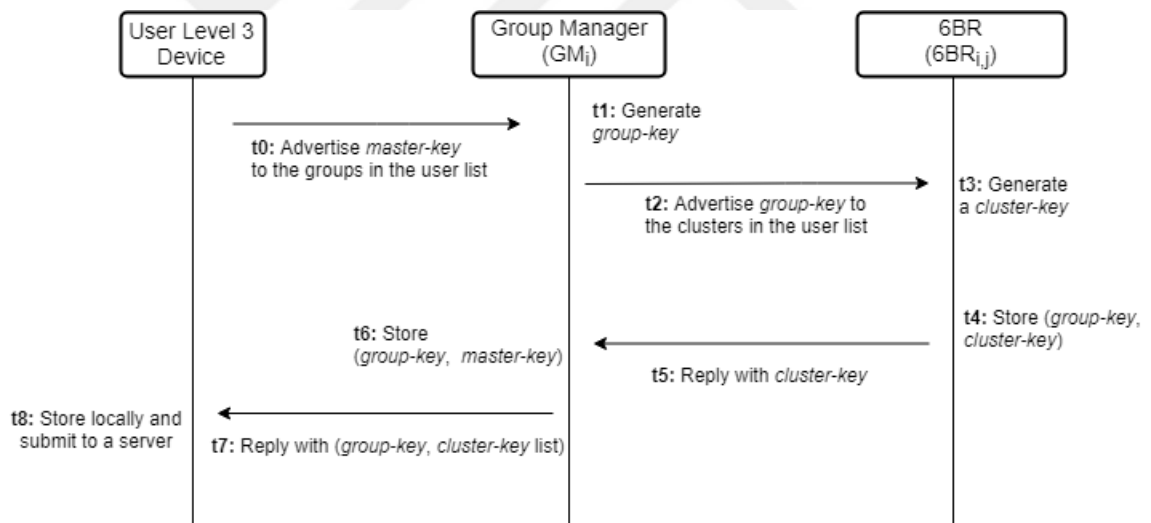 User Level 3
Device
Group Manager
(GMi)
6BR
(6BRi,j)
t0: Advertise master-key
to the groups in the user list
t1: Generate
group-key
t2: Advertise group-key to
the clusters in the user list
t3: Generate
a cluster-key
t4: Store (group-key,
cluster-key)
t5: Reply with cluster-key
t6: Store
(group-key, master-key)
t7: Reply with (group-key, cluster-key list)
t8: Store locally and
submit to a server